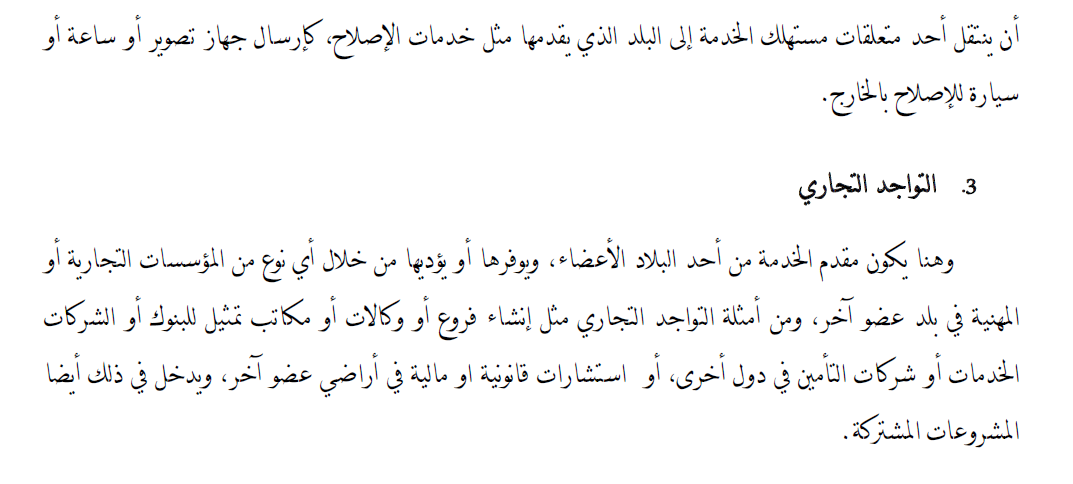 أن ينتقل أحد متعلقات مستهلك الخدمة إلى البلد الذي يقدمها مثل خدمات الإصلاح، كإرسال جهاز تصوير أو ساعة أو
سيارة للإصلاح بالخارج.
3. التواجد التجاري
وهنا يكون مقدم الخدمة من أحد البلاد الأعضاء، ويوفرها أو يؤديها من خلال أي نوع من المؤسسات التجارية أو
المهنية في بلد عضو آخر، ومن أمثلة التواجد التجاري مثل إنشاء فروع أو وكالات أو مكاتب تمثيل للبنوك أو الشركات
الخدمات أو شركات التأمين في دول أخرى، أو استشارات قانونية او مالية في أراضي عضو آخر، ويدخل في ذلك أيضا
المشروعات المشتركة.